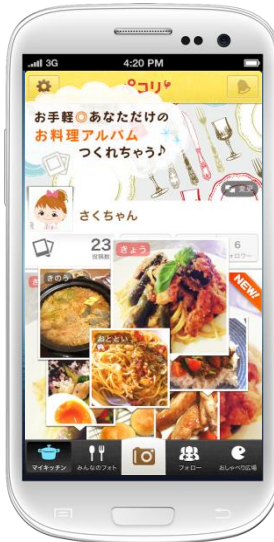 3G
4:20 PM
ペコリ
お手軽◎あなただけの
お料理アルバム
つくれちゃう♪
変更
さくちゃん
23
投稿数
6
ォロワー
きょう
きのう
おととい
NEW!
マイキッチン
みんなのフォト
フォロー
おしゃべり広場